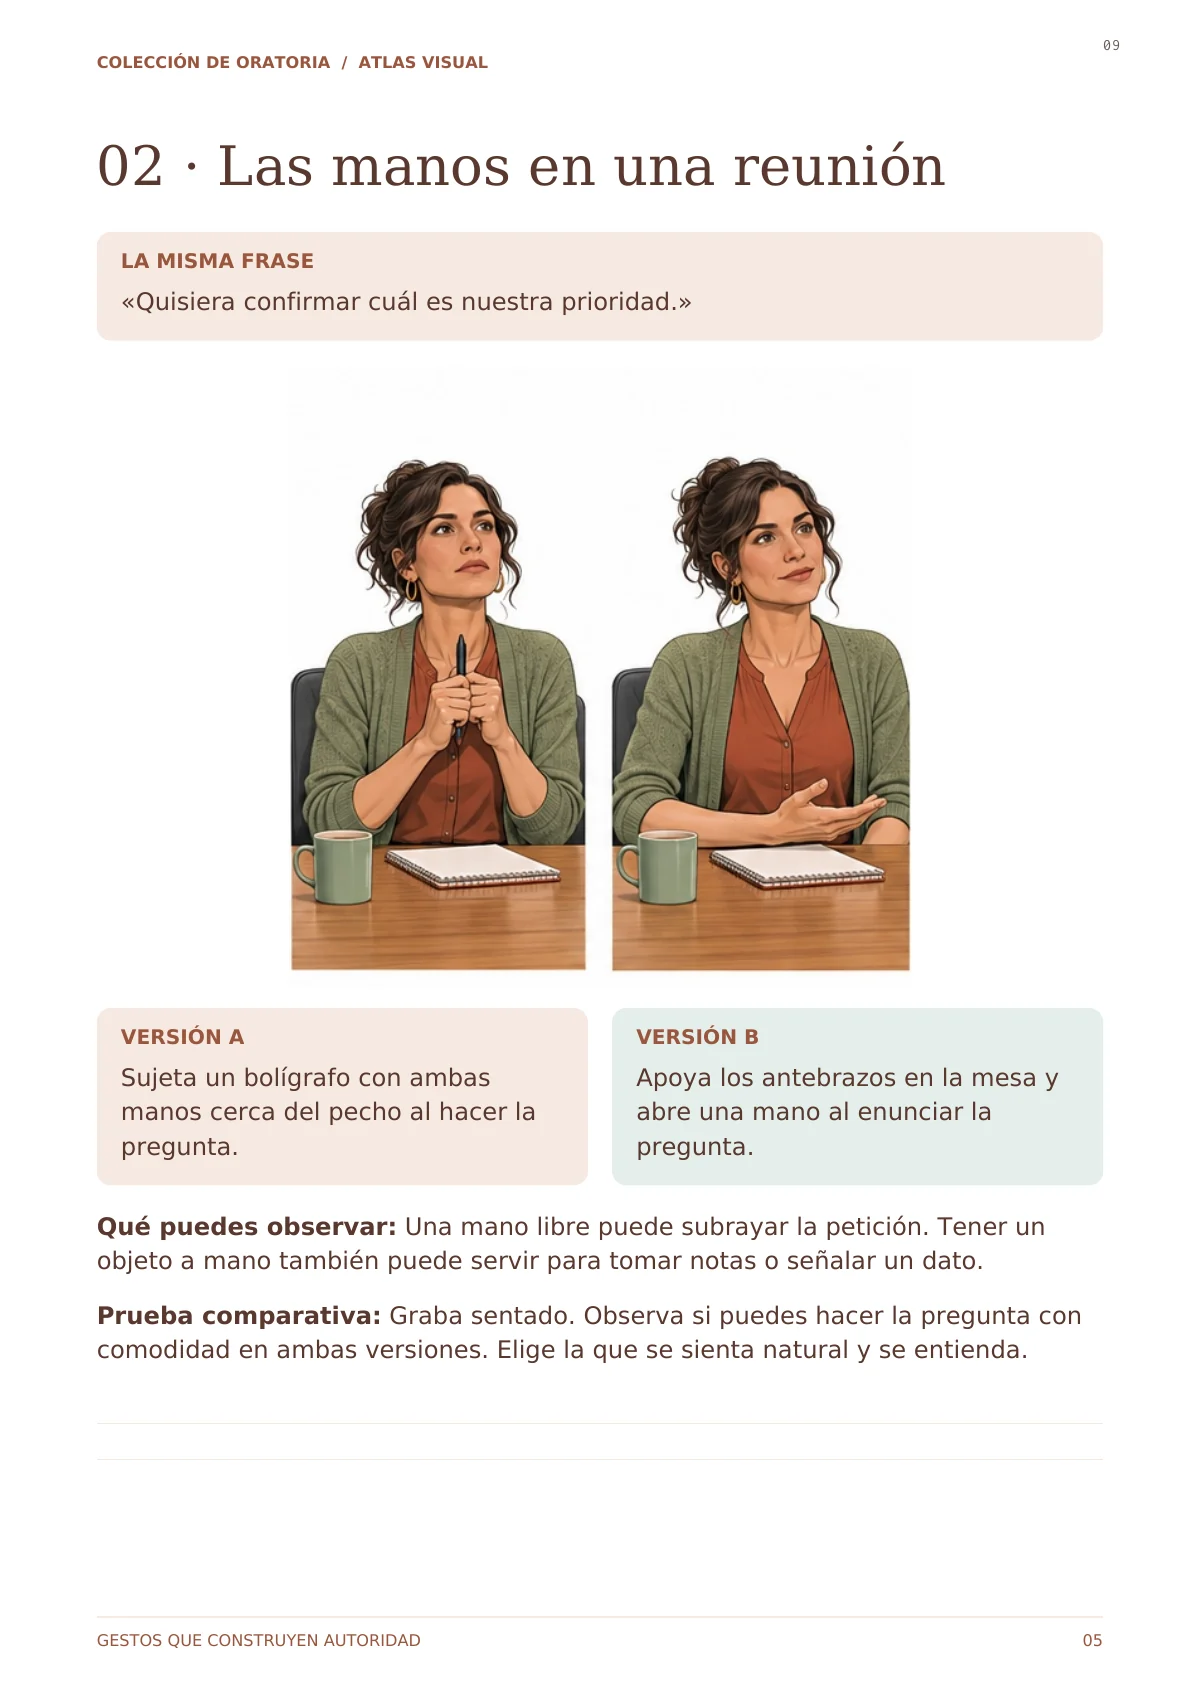 09
COLECCIÓN DE ORATORIA / ATLAS VISUAL
02 · Las manos en una reunión
LA MISMA FRASE
«Quisiera confirmar cuál es nuestra prioridad.»
VERSIÓN A
Sujeta un bolígrafo con ambas
manos cerca del pecho al hacer la
pregunta.
VERSIÓN B
Apoya los antebrazos en la mesa y
abre una mano al enunciar la
pregunta.
Qué puedes observar: Una mano libre puede subrayar la petición. Tener un
objeto a mano también puede servir para tomar notas o señalar un dato.
Prueba comparativa: Graba sentado. Observa si puedes hacer la pregunta con
comodidad en ambas versiones. Elige la que se sienta natural y se entienda.
GESTOS QUE CONSTRUYEN AUTORIDAD
05